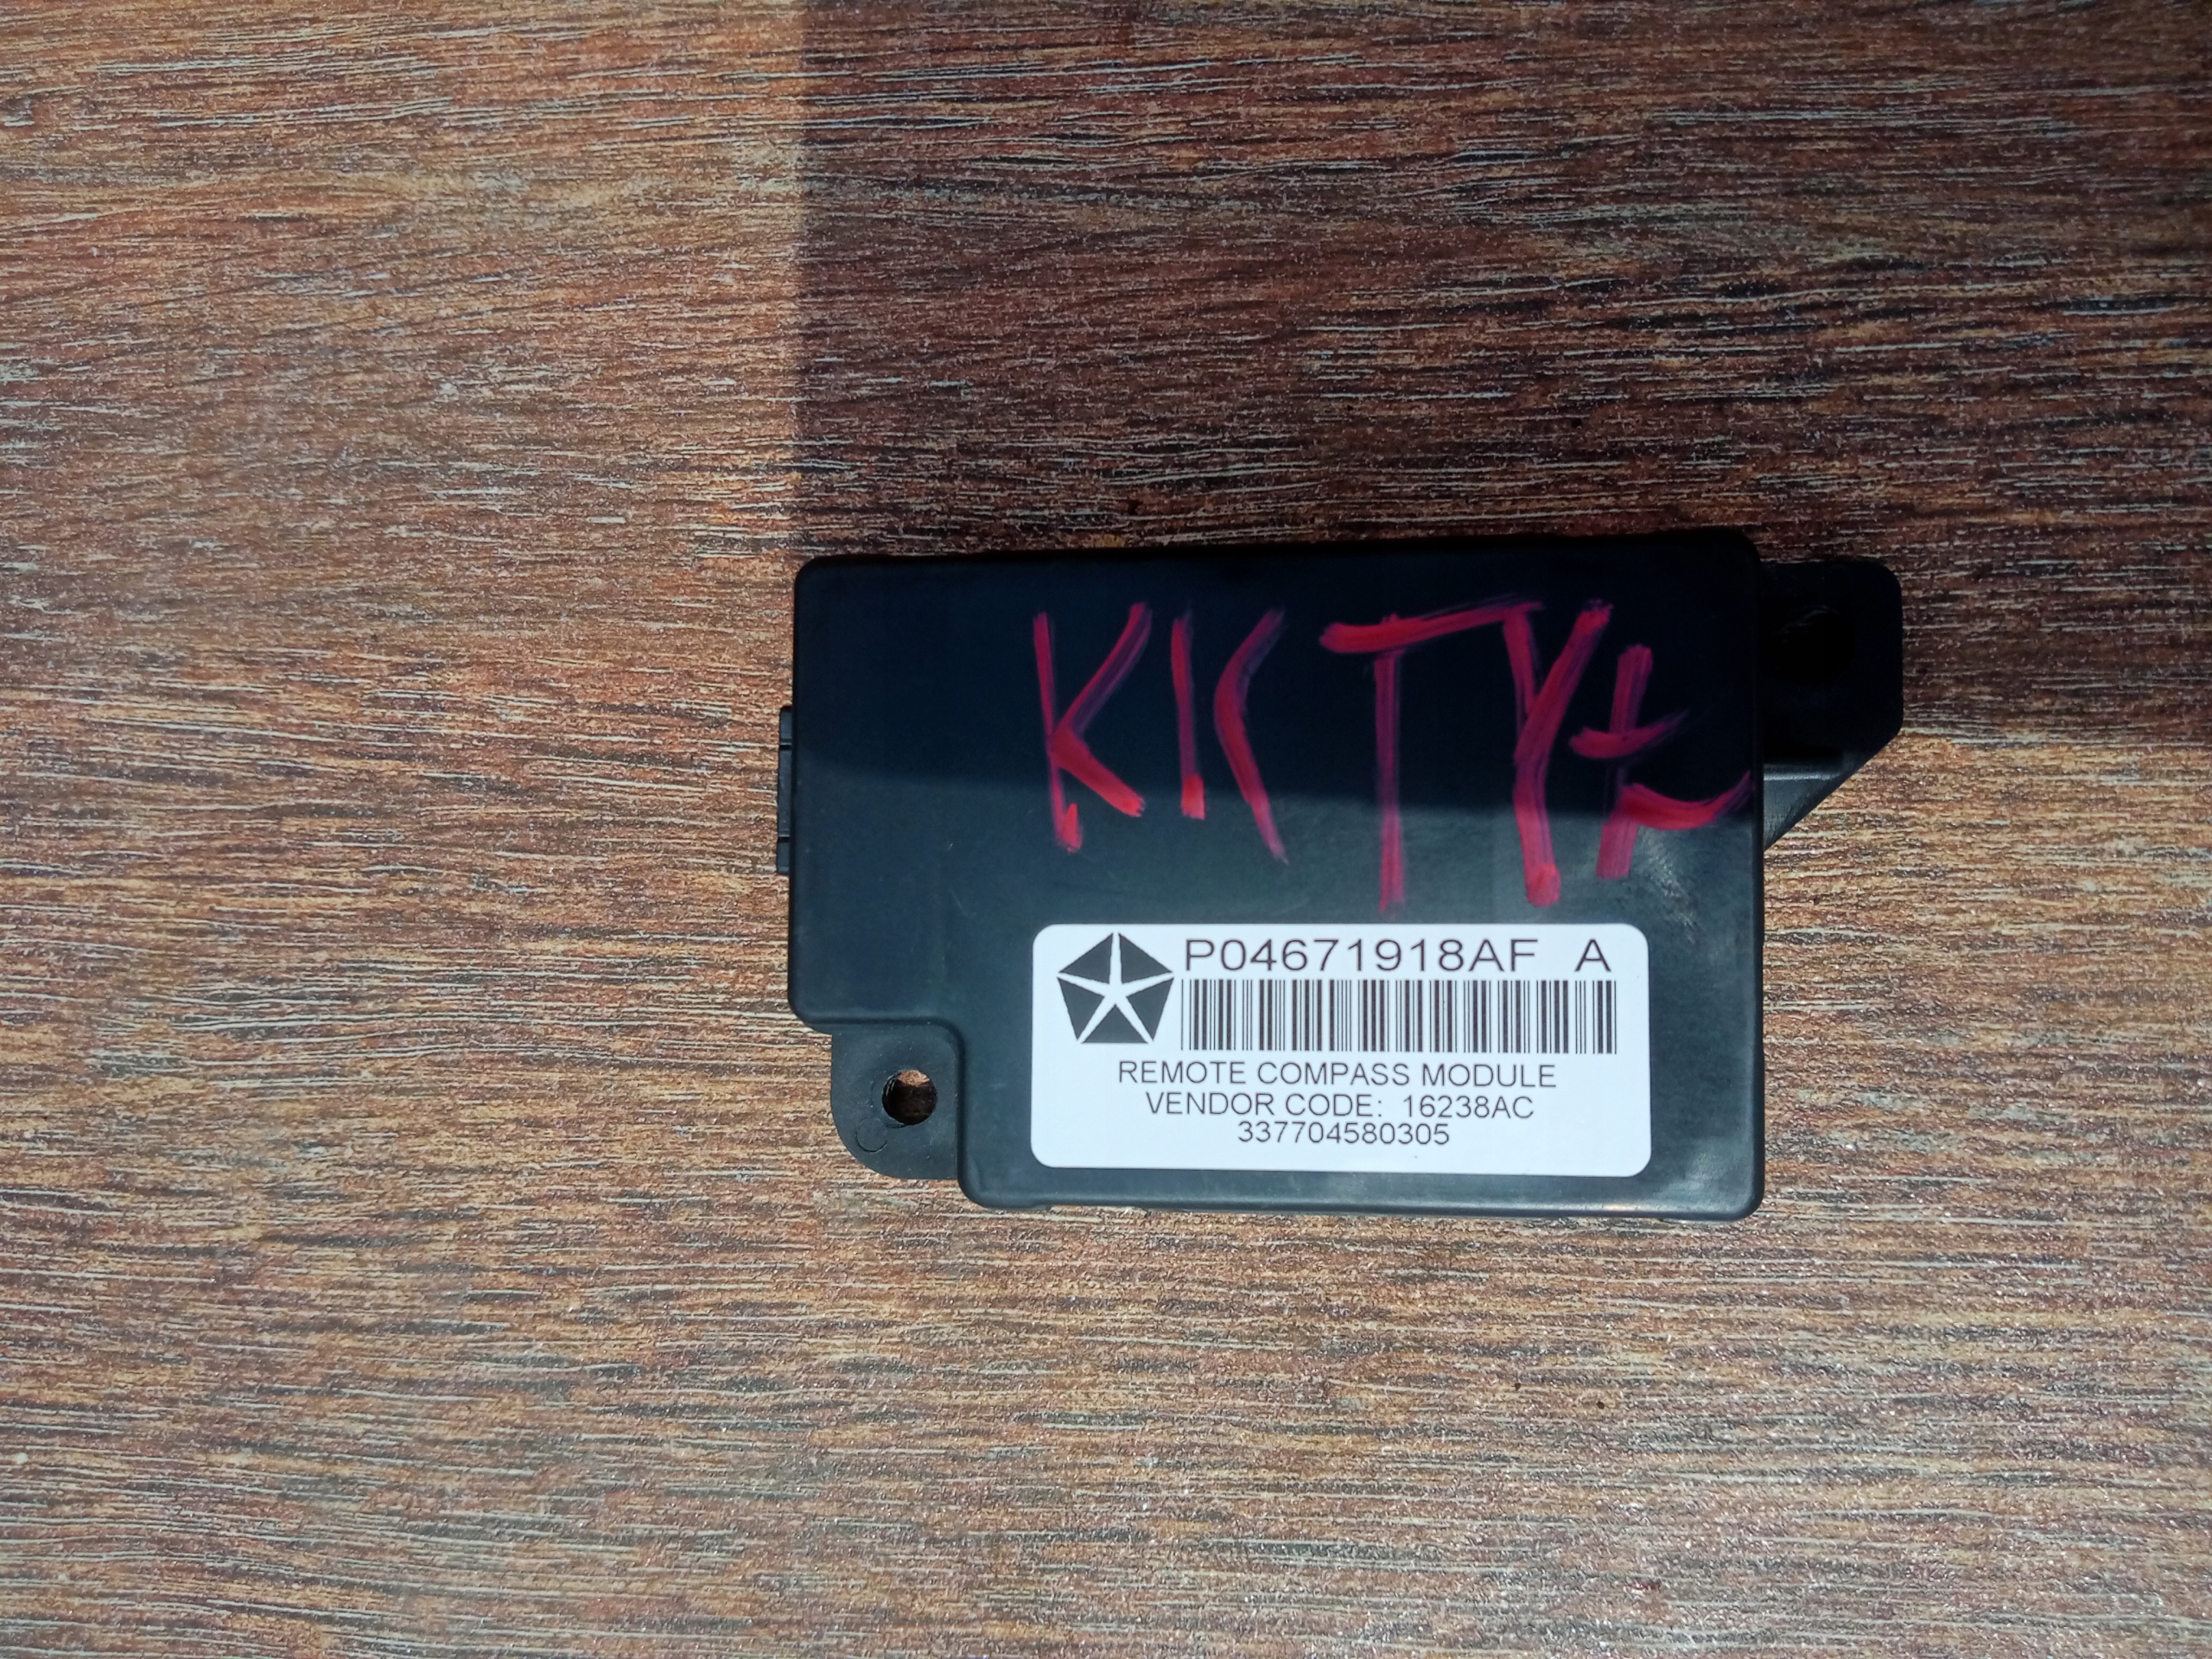 P04671918AF A
REMOTE COMPASS MODULE
VENDOR CODE: 16238AC
337704580305